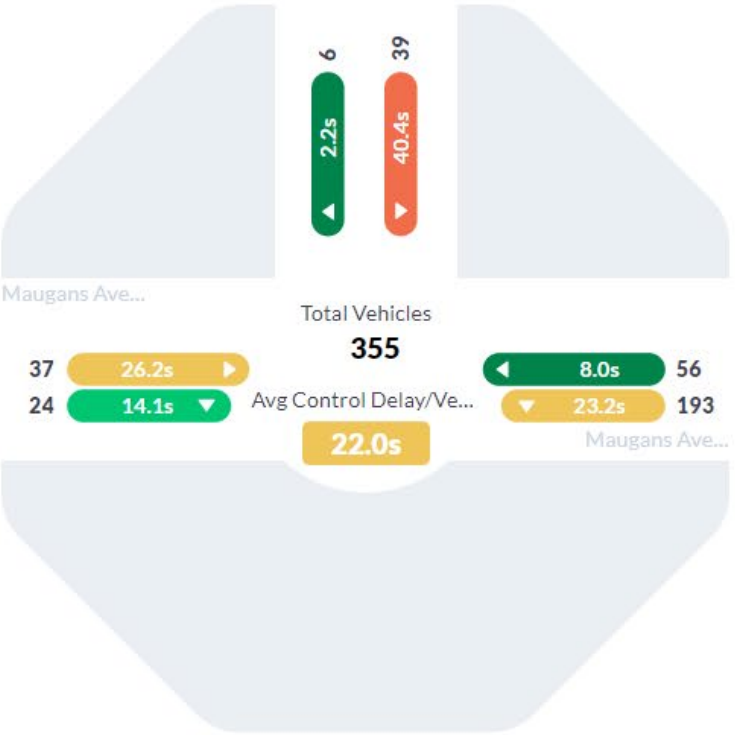 6
39
2.2s
40.4s
Maugans Ave...
Total Vehicles
355
37
26.2s
8.0s
56
24
14.1s
Avg Control Delay/Ve...
23.2s
193
22.0s
Maugans Ave...